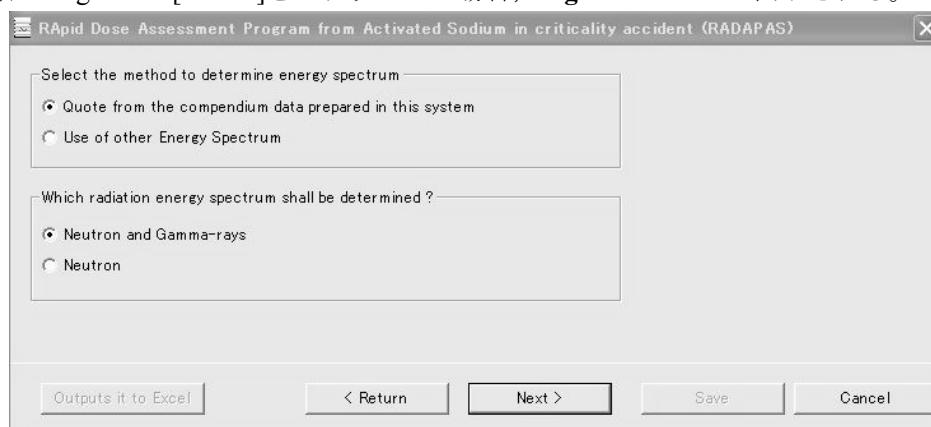 RApid Dose Assessment Program from Activated Sodium in criticality accident (RADAPAS)
Select the method to determine energy spectrum
Quote from the compendium data prepared in this system
Use of other Energy Spectrum
Which radiation energy spectrum shall be determined ?
Neutron and Gamma-rays
Neutron
Outputs it to Excel < Return Next > Save Cancel